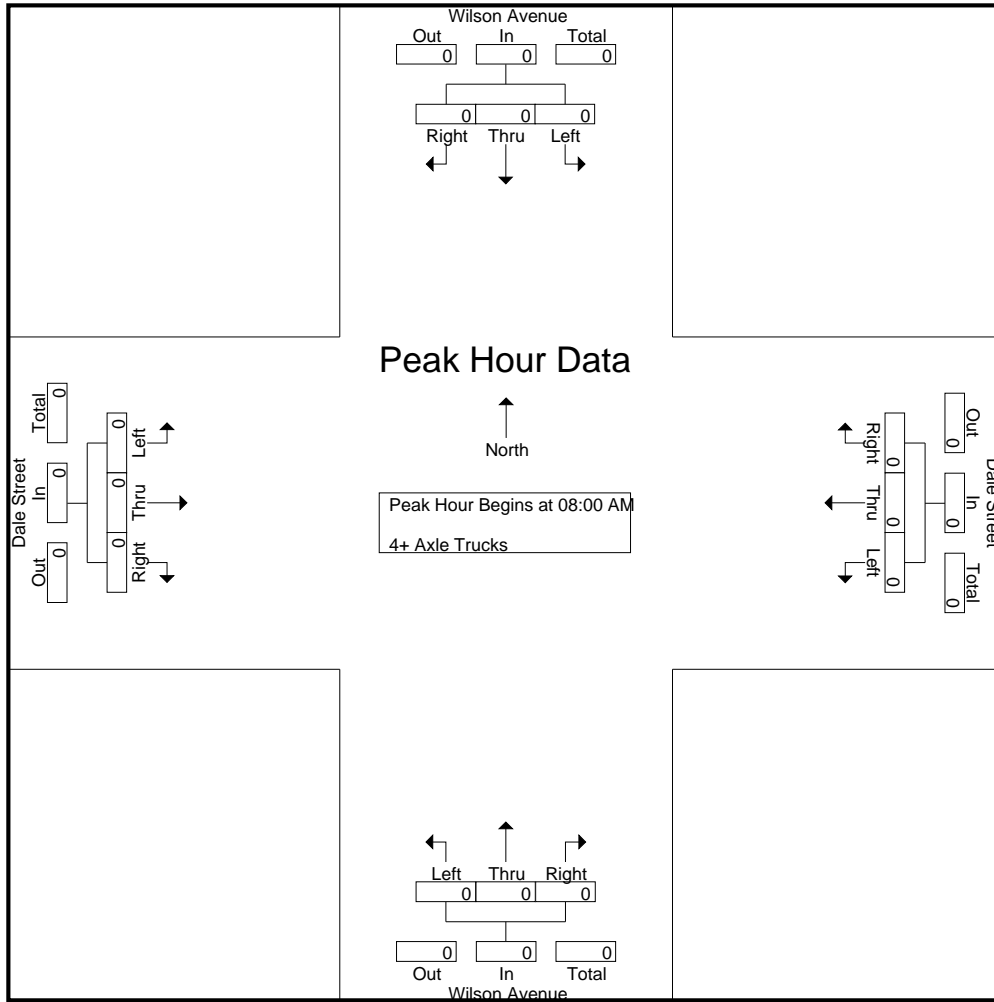 Wilson Avenue
Out In Total
0 0 0
0 0 0
Right Thru Left
Peak Hour Data
North
Peak Hour Begins at 08:00 AM
4+ Axle Trucks
Dale Street
Total In Out
0 0 0
0 0 0
Left Thru Right
Right Thru Left
0 0 0
0 0 0
Out In Total
Dale Street
Left Thru Right
0 0 0
0 0 0
Out In Total
Wilson Avenue